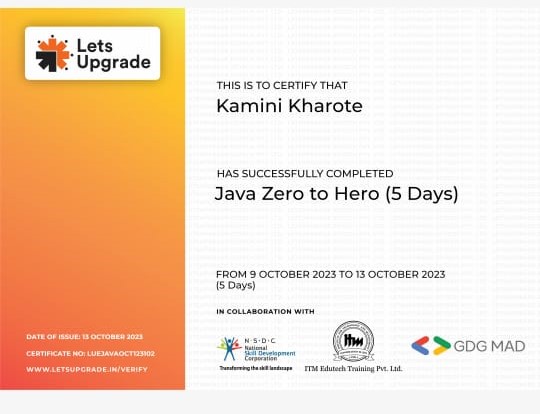 Lets
Upgrade
THIS IS TO CERTIFY THAT
Kamini Kharote
HAS SUCCESSFULLY COMPLETED
Java Zero to Hero (5 Days)
FROM 9 OCTOBER 2023 TO 13 OCTOBER 2023
(5 Days)
IN COLLABORATION WITH
N·S·D·C
National
Skill Development
Corporation
Transforming the skill landscape
itm
ITM Edutech Training Pvt. Ltd.
GDG MAD
DATE OF ISSUE: 13 OCTOBER 2023
CERTIFICATE NO: LUEJAVAOCT123102
WWW.LETSUPGRADE.IN/VERIFY